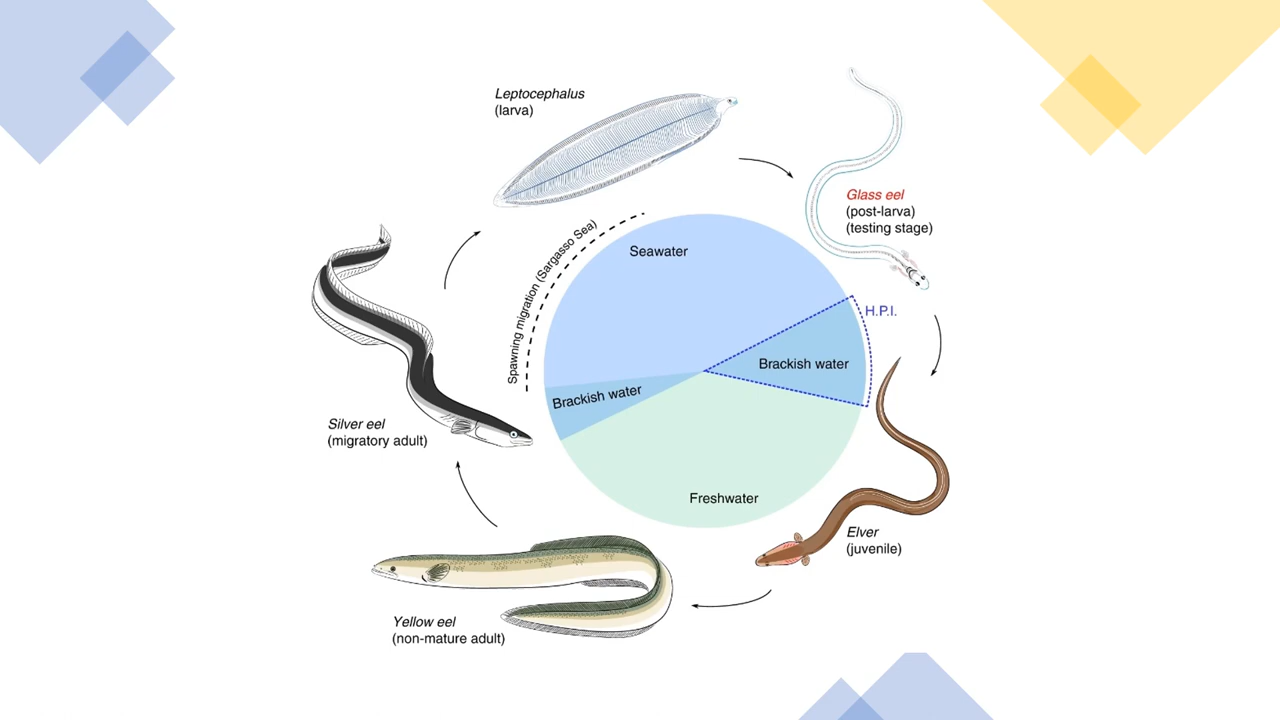 Leptocephalus
(larva)
Glass eel
(post-larva)
(testing stage)
Spawning migration (Sargasso Sea)
Seawater
H.P.I.
Brackish water
Brackish water
Silver eel
(migratory adult)
Freshwater
Elver
(juvenile)
Yellow eel
(non-mature adult)